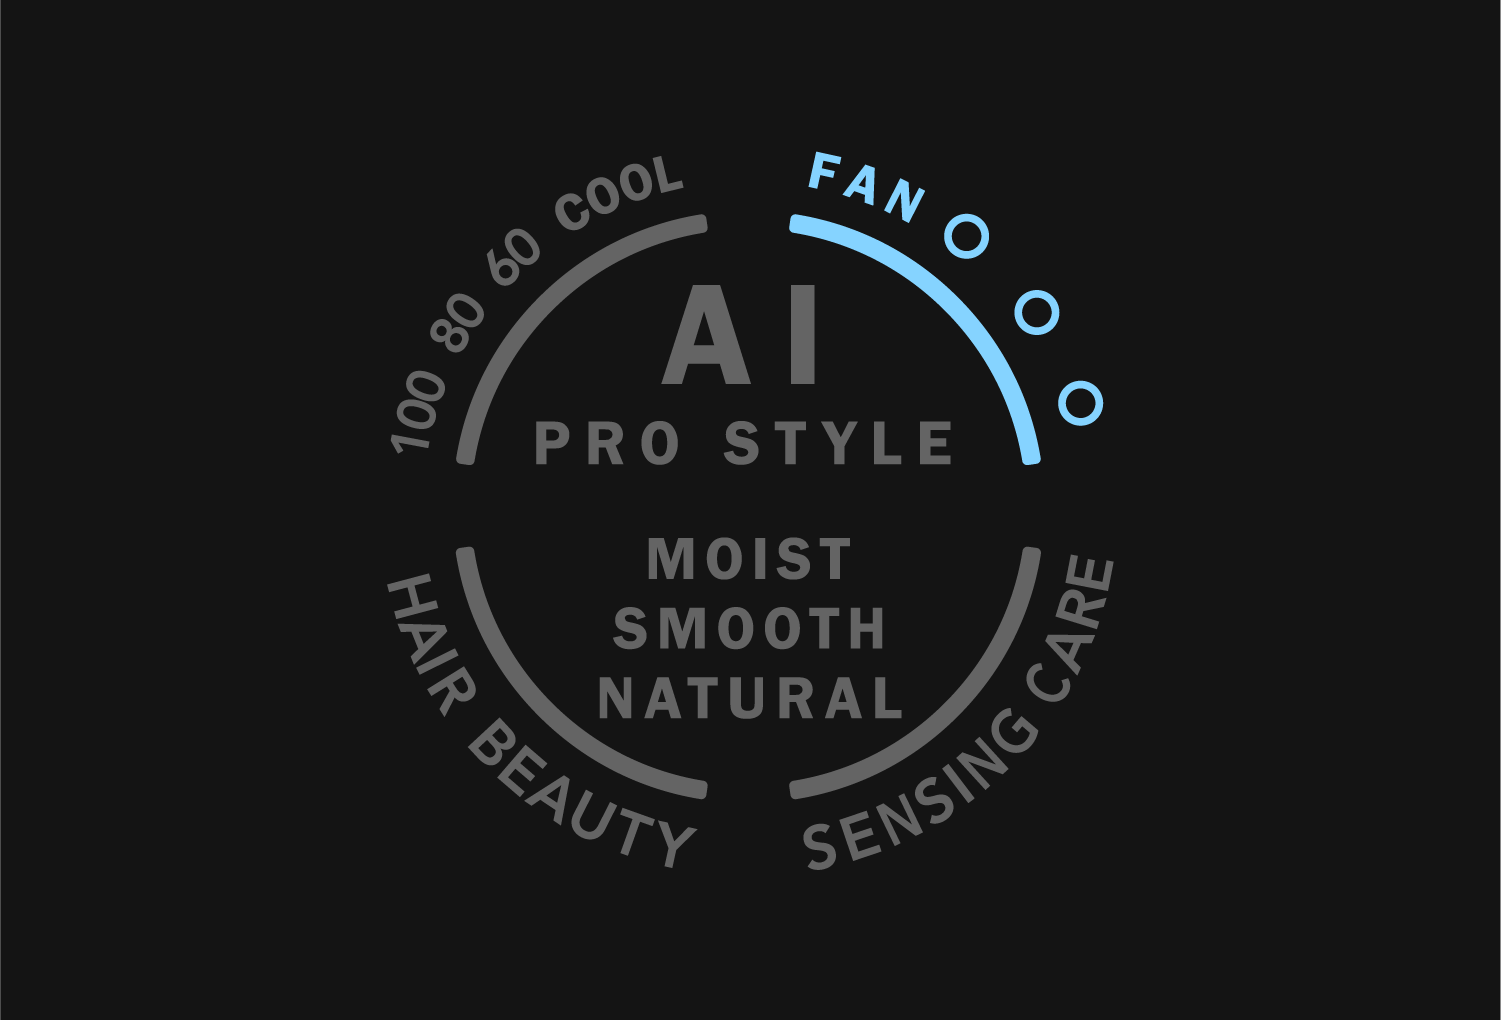 100 80 60 COOL
FAN
AI
PRO STYLE
MOIST
SMOOTH
NATURAL
HAIR BEAUTY
SENSING CARE